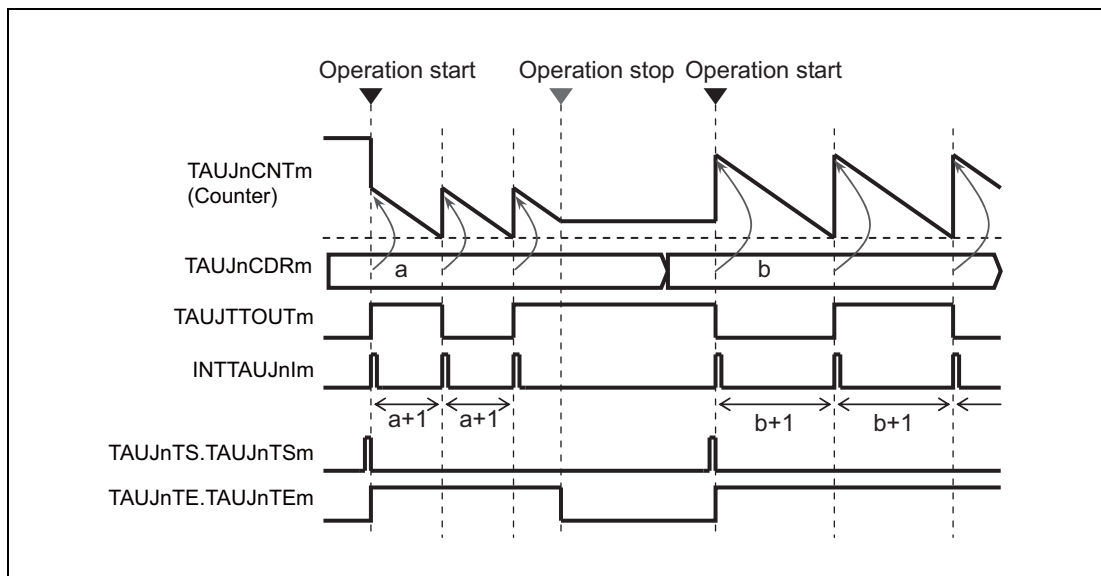 Operation start
Operation stop
Operation start
TAUJnCNTm
(Counter)
TAUJnCDRm
a
b
TAUJTTOUTm
INTTAUJnIm
a+1
a+1
b+1
b+1
TAUJnTS.TAUJnTSm
TAUJnTE.TAUJnTEm